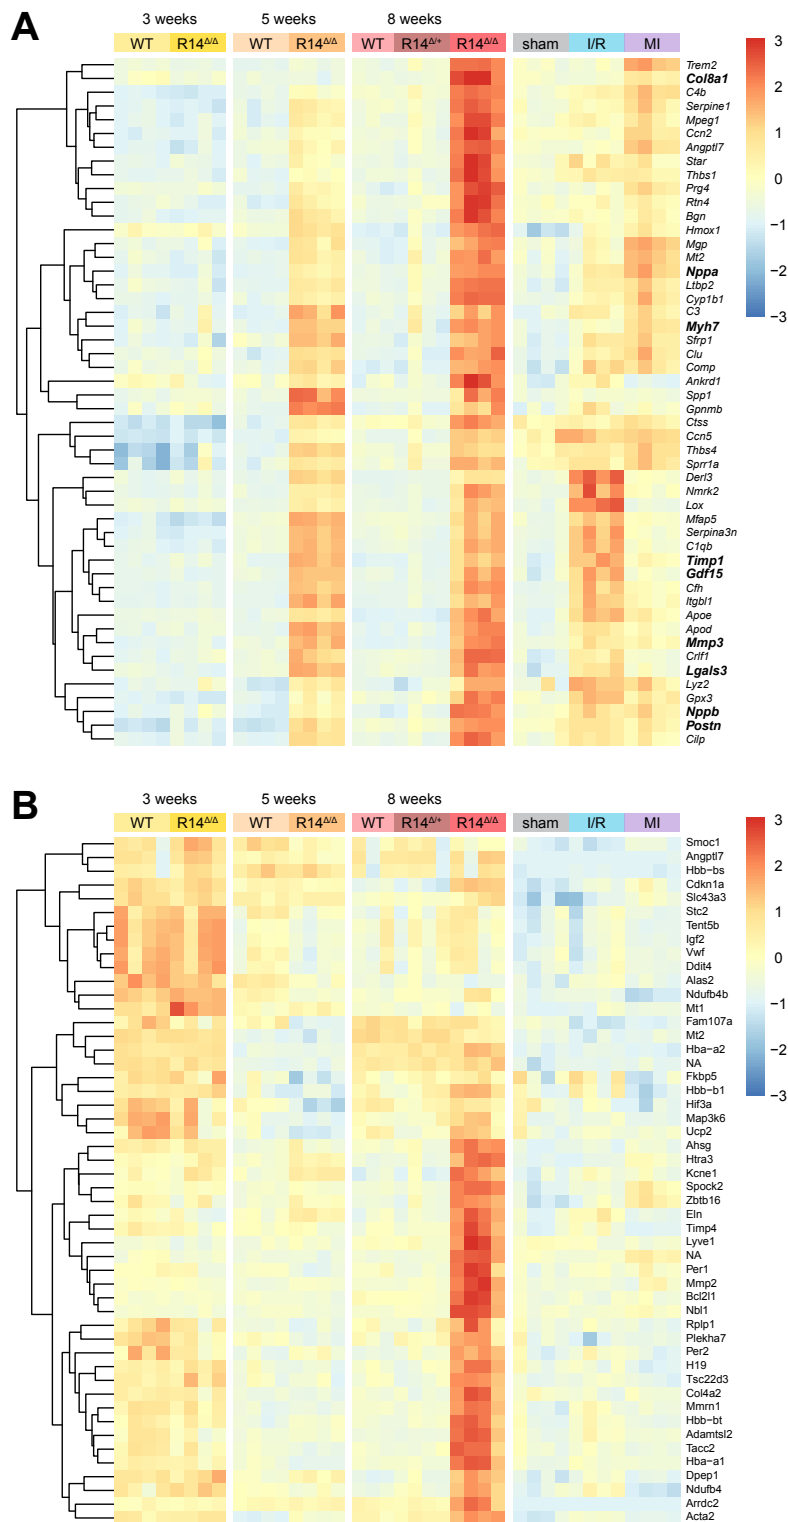 A
3 weeks 5 weeks 8 weeks
WT R14Δ/Δ WT R14Δ/Δ WT R14Δ/+ R14Δ/Δ sham I/R MI
3
2
1
0
−1
−2
−3
Trem2
Col8a1
C4b
Serpine1
Mpeg1
Ccn2
Angptl7
Star
Thbs1
Prg4
Rtn4
Bgn
Hmox1
Mgp
Mt2
Nppa
Ltbp2
Cyp1b1
C3
Myh7
Sfrp1
Clu
Comp
Ankrd1
Spp1
Gpnmb
Ctss
Ccn5
Thbs4
Sprr1a
Derl3
Nmrk2
Lox
Mfap5
Serpina3n
C1qb
Timp1
Gdf15
Cfh
Itgbl1
Apoe
Apod
Mmp3
Crlf1
Lgals3
Lyz2
Gpx3
Nppb
Postn
Cilp
B
3 weeks 5 weeks 8 weeks
WT R14Δ/Δ WT R14Δ/Δ WT R14Δ/+ R14Δ/Δ sham I/R MI
3
2
1
0
−1
−2
−3
Smoc1
Angptl7
Hbb−bs
Cdkn1a
Slc43a3
Stc2
Tent5b
Igf2
Vwf
Ddit4
Alas2
Ndufb4b
Mt1
Fam107a
Mt2
Hba−a2
NA
Fkbp5
Hbb−b1
Hif3a
Map3k6
Ucp2
Ahsg
Htra3
Kcne1
Spock2
Zbtb16
Eln
Timp4
Lyve1
NA
Per1
Mmp2
Bcl2l1
Nbl1
Rplp1
Plekha7
Per2
H19
Tsc22d3
Col4a2
Mmrn1
Hbb−bt
Adamtsl2
Tacc2
Hba−a1
Dpep1
Ndufb4
Arrdc2
Acta2